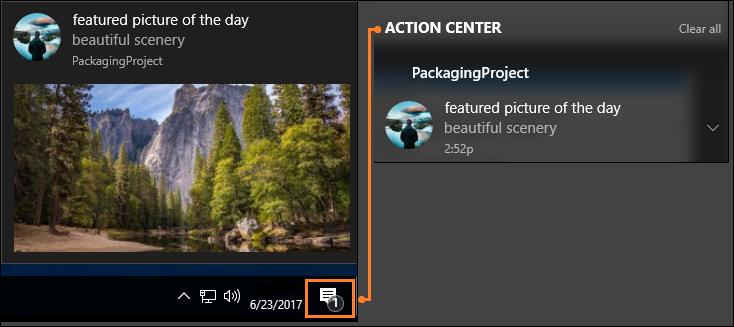 featured picture of the day
beautiful scenery
PackagingProject
6/23/2017
1
ACTION CENTER
Clear all
PackagingProject
featured picture of the day
beautiful scenery
2:52p